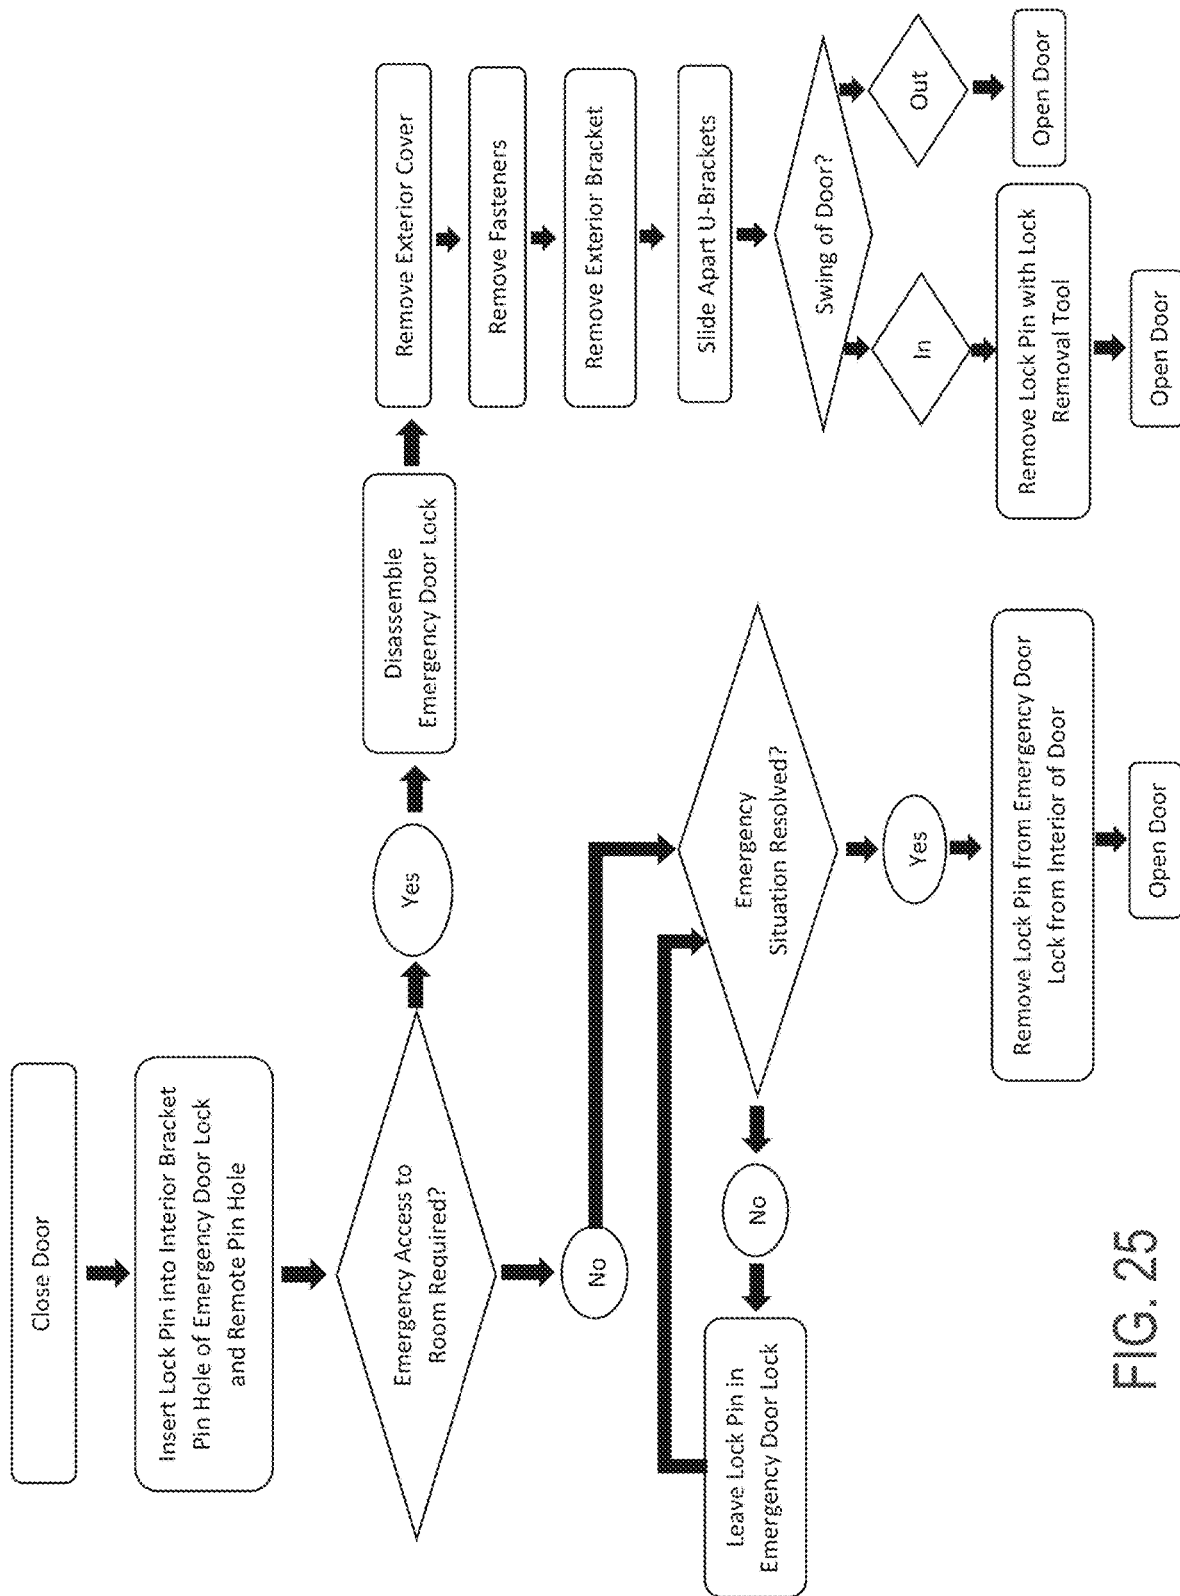 Close Door
Insert Lock Pin into Interior Bracket
Pin Hole of Emergency Door Lock
and Remote Pin Hole
Emergency Access to
Room Required?
Yes
Disassemble
Emergency Door Lock
Remove Exterior Cover
Remove Fasteners
Remove Exterior Bracket
Slide Apart U-Brackets
Swing of Door?
In
Out
Remove Lock Pin with Lock
Removal Tool
Open Door
Open Door
No
Emergency
Situation Resolved?
No
Leave Lock Pin in
Emergency Door Lock
Yes
Remove Lock Pin from Emergency Door
Lock from Interior of Door
Open Door
FIG. 25